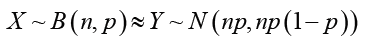 X ~ B(n, p) ≈ Y ~ N(np, np(1− p))